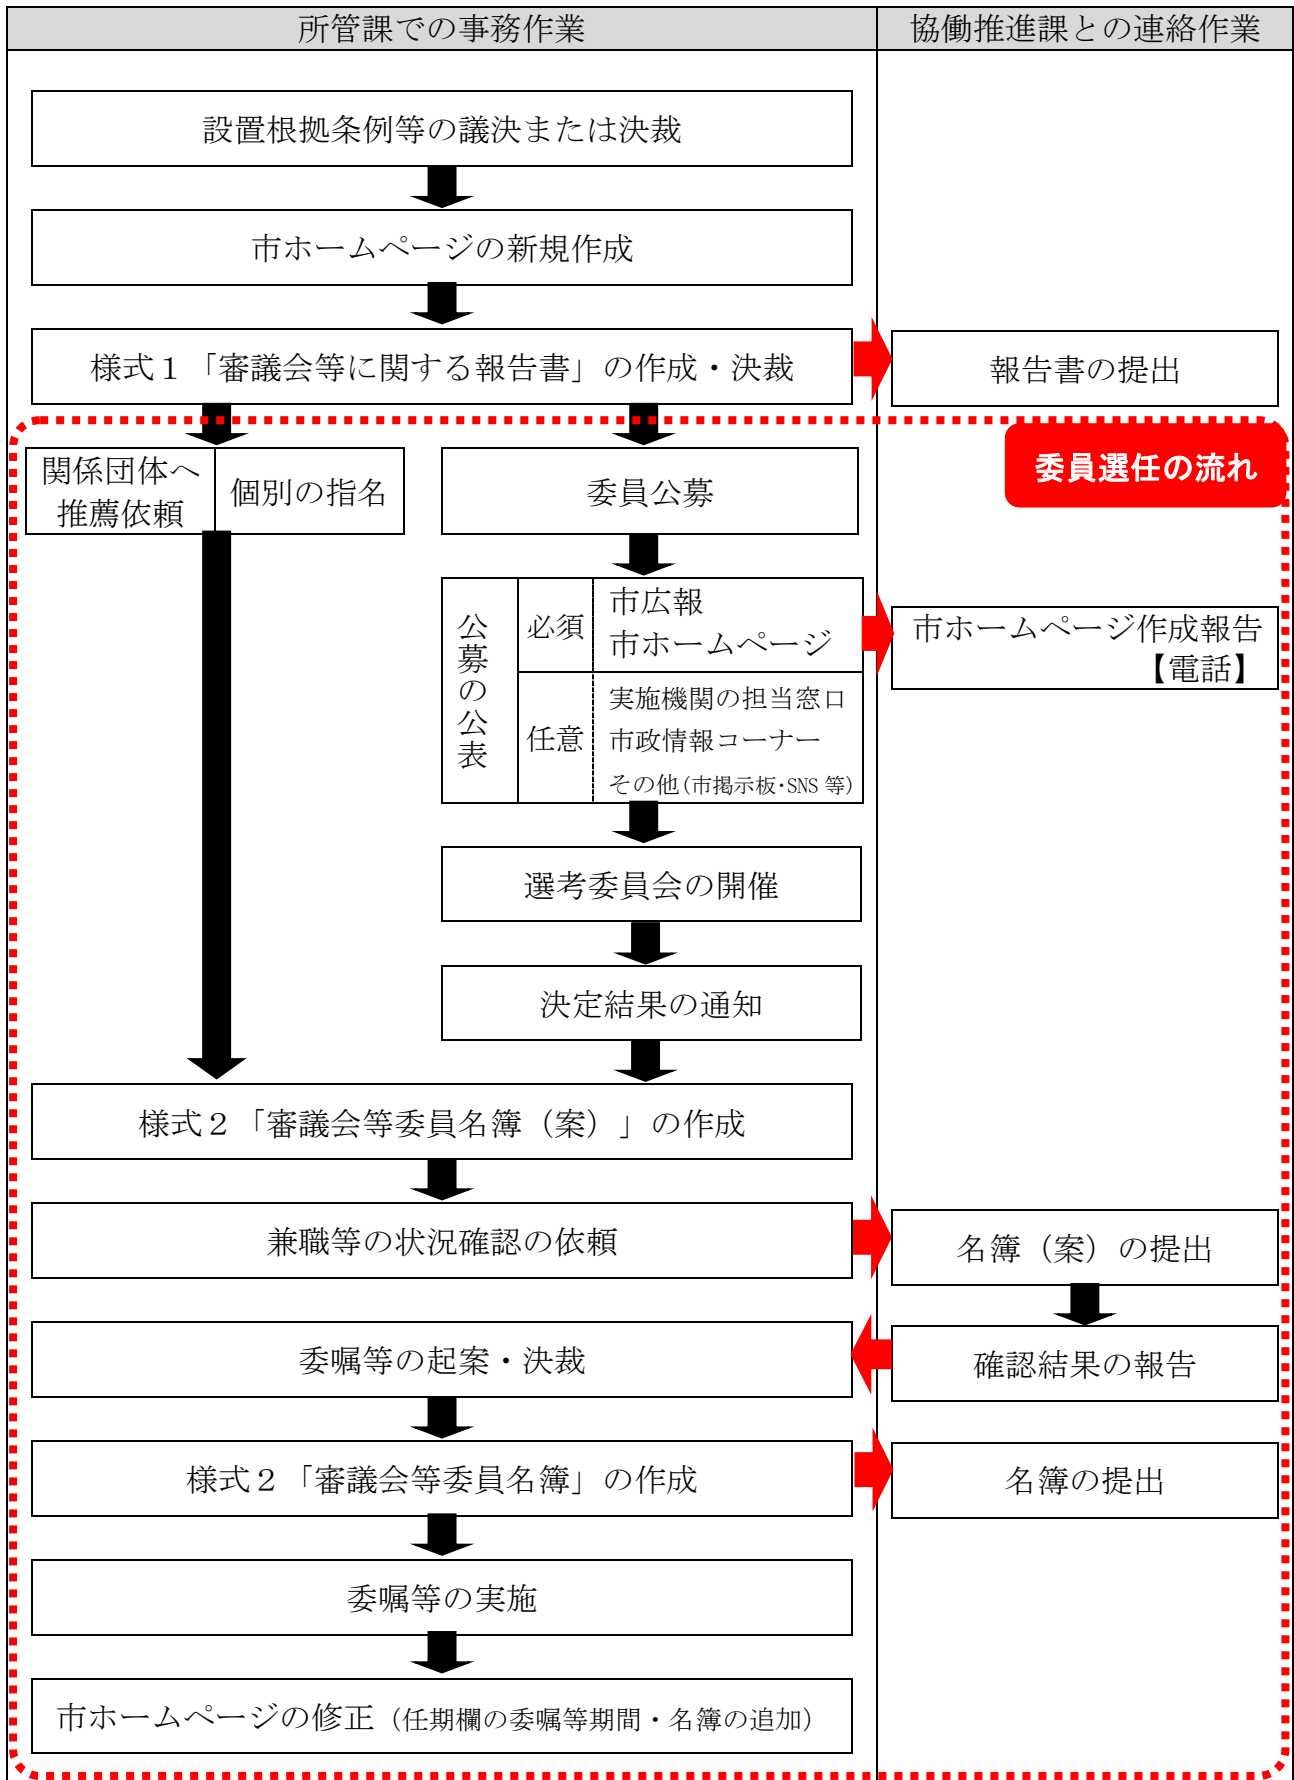 所管課での事務作業
協働推進課との連絡作業
設置根拠条例等の議決または決裁
市ホームページの新規作成
様式１「審議会等に関する報告書」の作成・決裁
報告書の提出
委員選任の流れ
関係団体へ
推薦依頼
個別の指名
委員公募
公募の公表
必須
市広報
市ホームページ
市ホームページ作成報告
【電話】
任意
実施機関の担当窓口
市政情報コーナー
その他(市掲示板・SNS 等)
選考委員会の開催
決定結果の通知
様式２「審議会等委員名簿（案）」の作成
兼職等の状況確認の依頼
名簿（案）の提出
委嘱等の起案・決裁
確認結果の報告
様式２「審議会等委員名簿」の作成
名簿の提出
委嘱等の実施
市ホームページの修正（任期欄の委嘱等期間・名簿の追加）